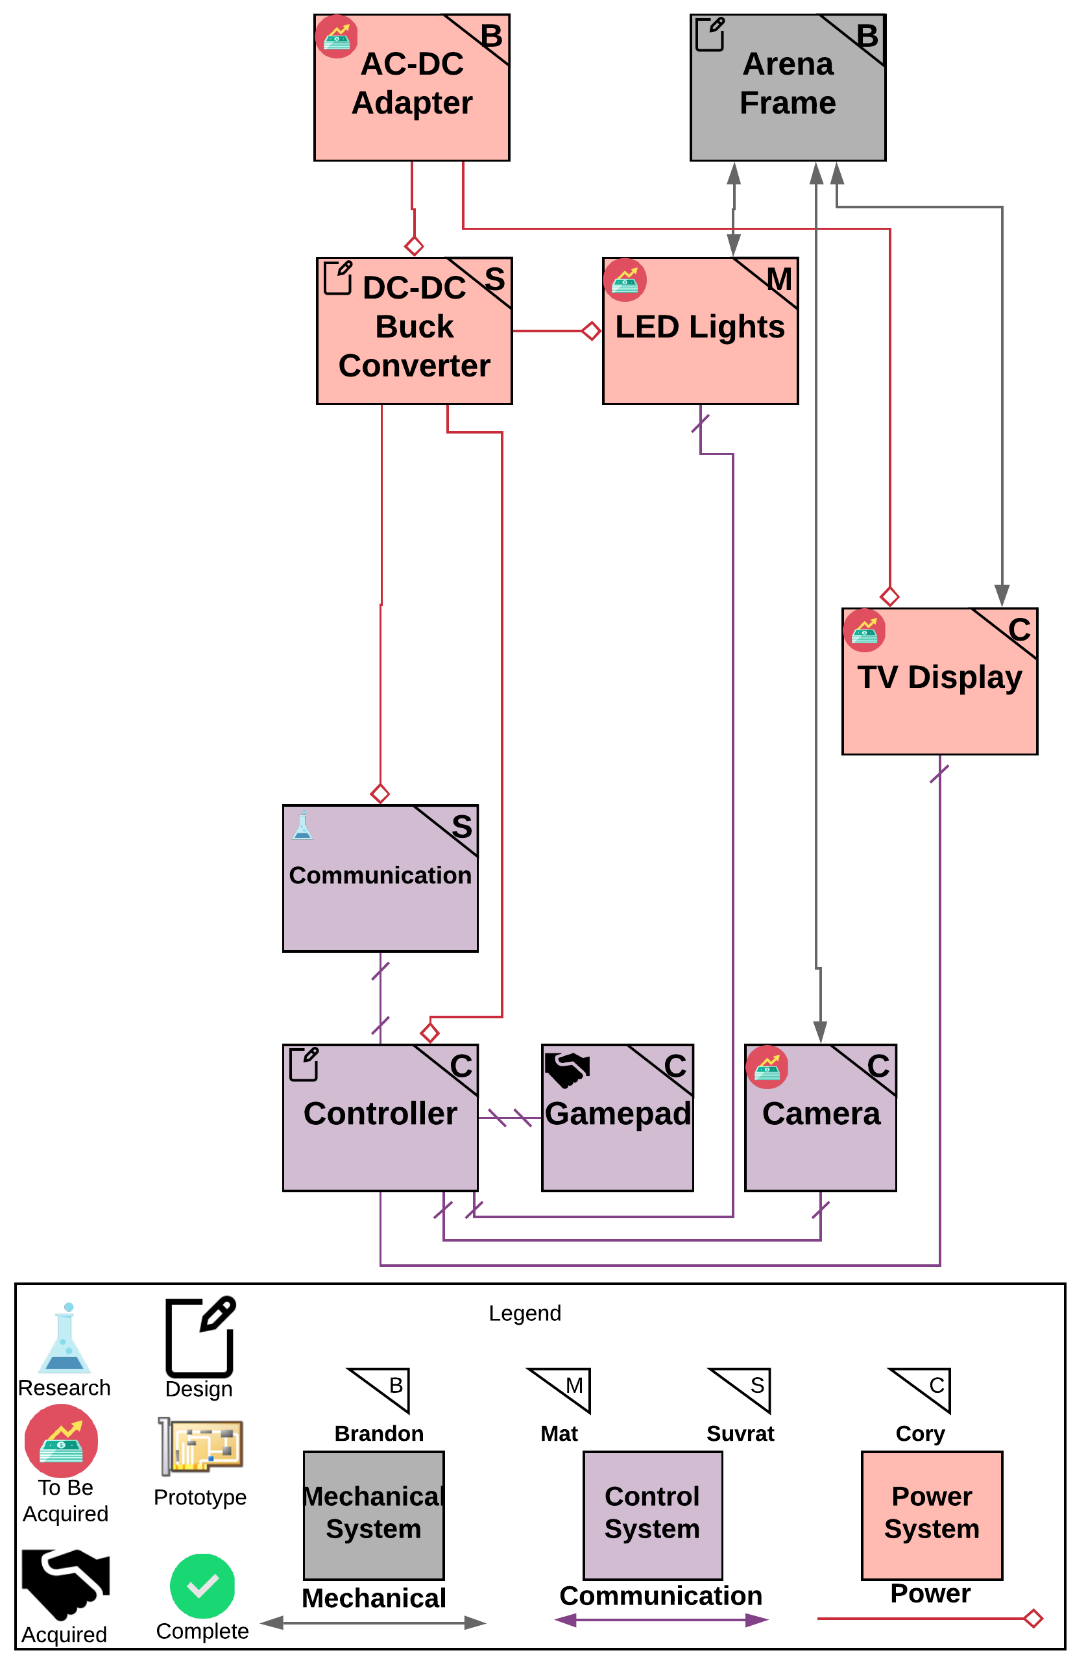 B
AC-DC
Adapter
B
Arena
Frame
S
DC-DC
Buck
Converter
M
LED Lights
C
TV Display
S
Communication
C
Controller
C
Gamepad
C
Camera
Legend
Research
Design
To Be
Acquired
Prototype
Acquired
Complete
B
Brandon
M
Mat
S
Suvrat
C
Cory
Mechanical
System
Control
System
Power
System
Mechanical
Communication
Power